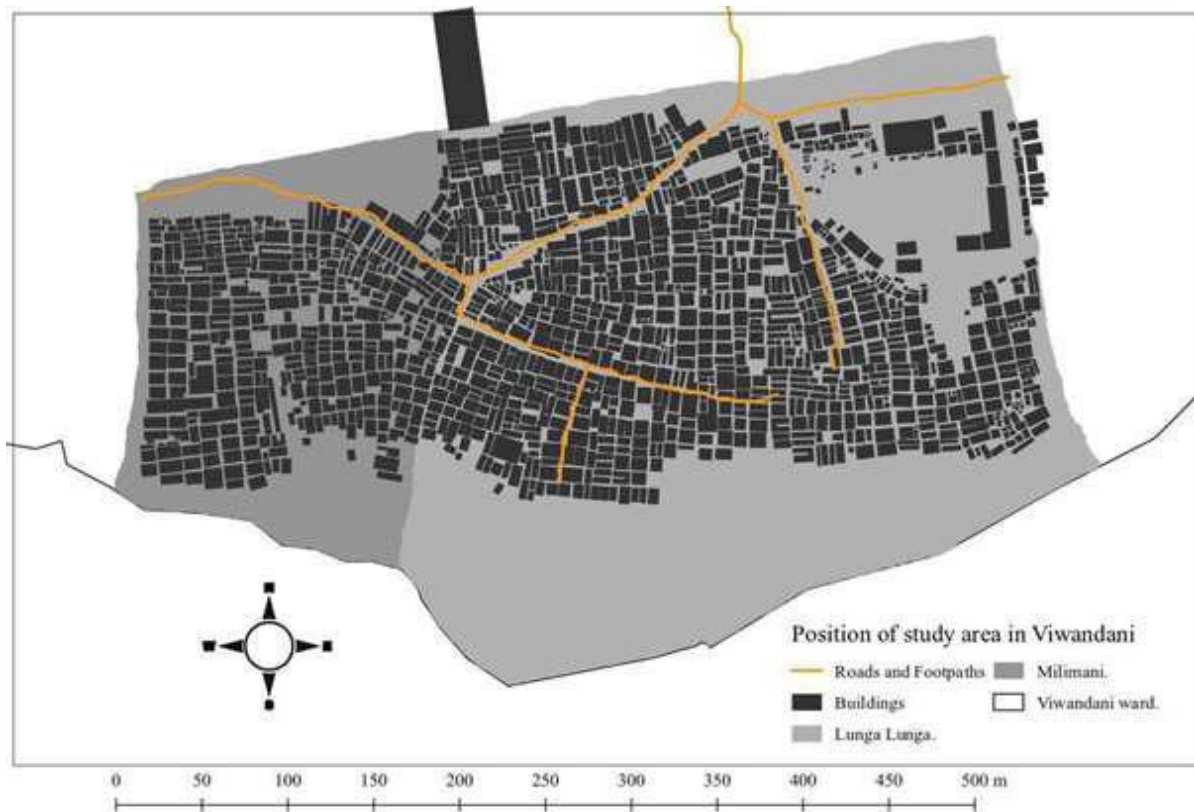 Position of study area in Viwandani
Roads and Footpaths
Milimani.
Buildings
Viwandani ward.
Lunga Lunga.
0 50 100 150 200 250 300 350 400 450 500 m